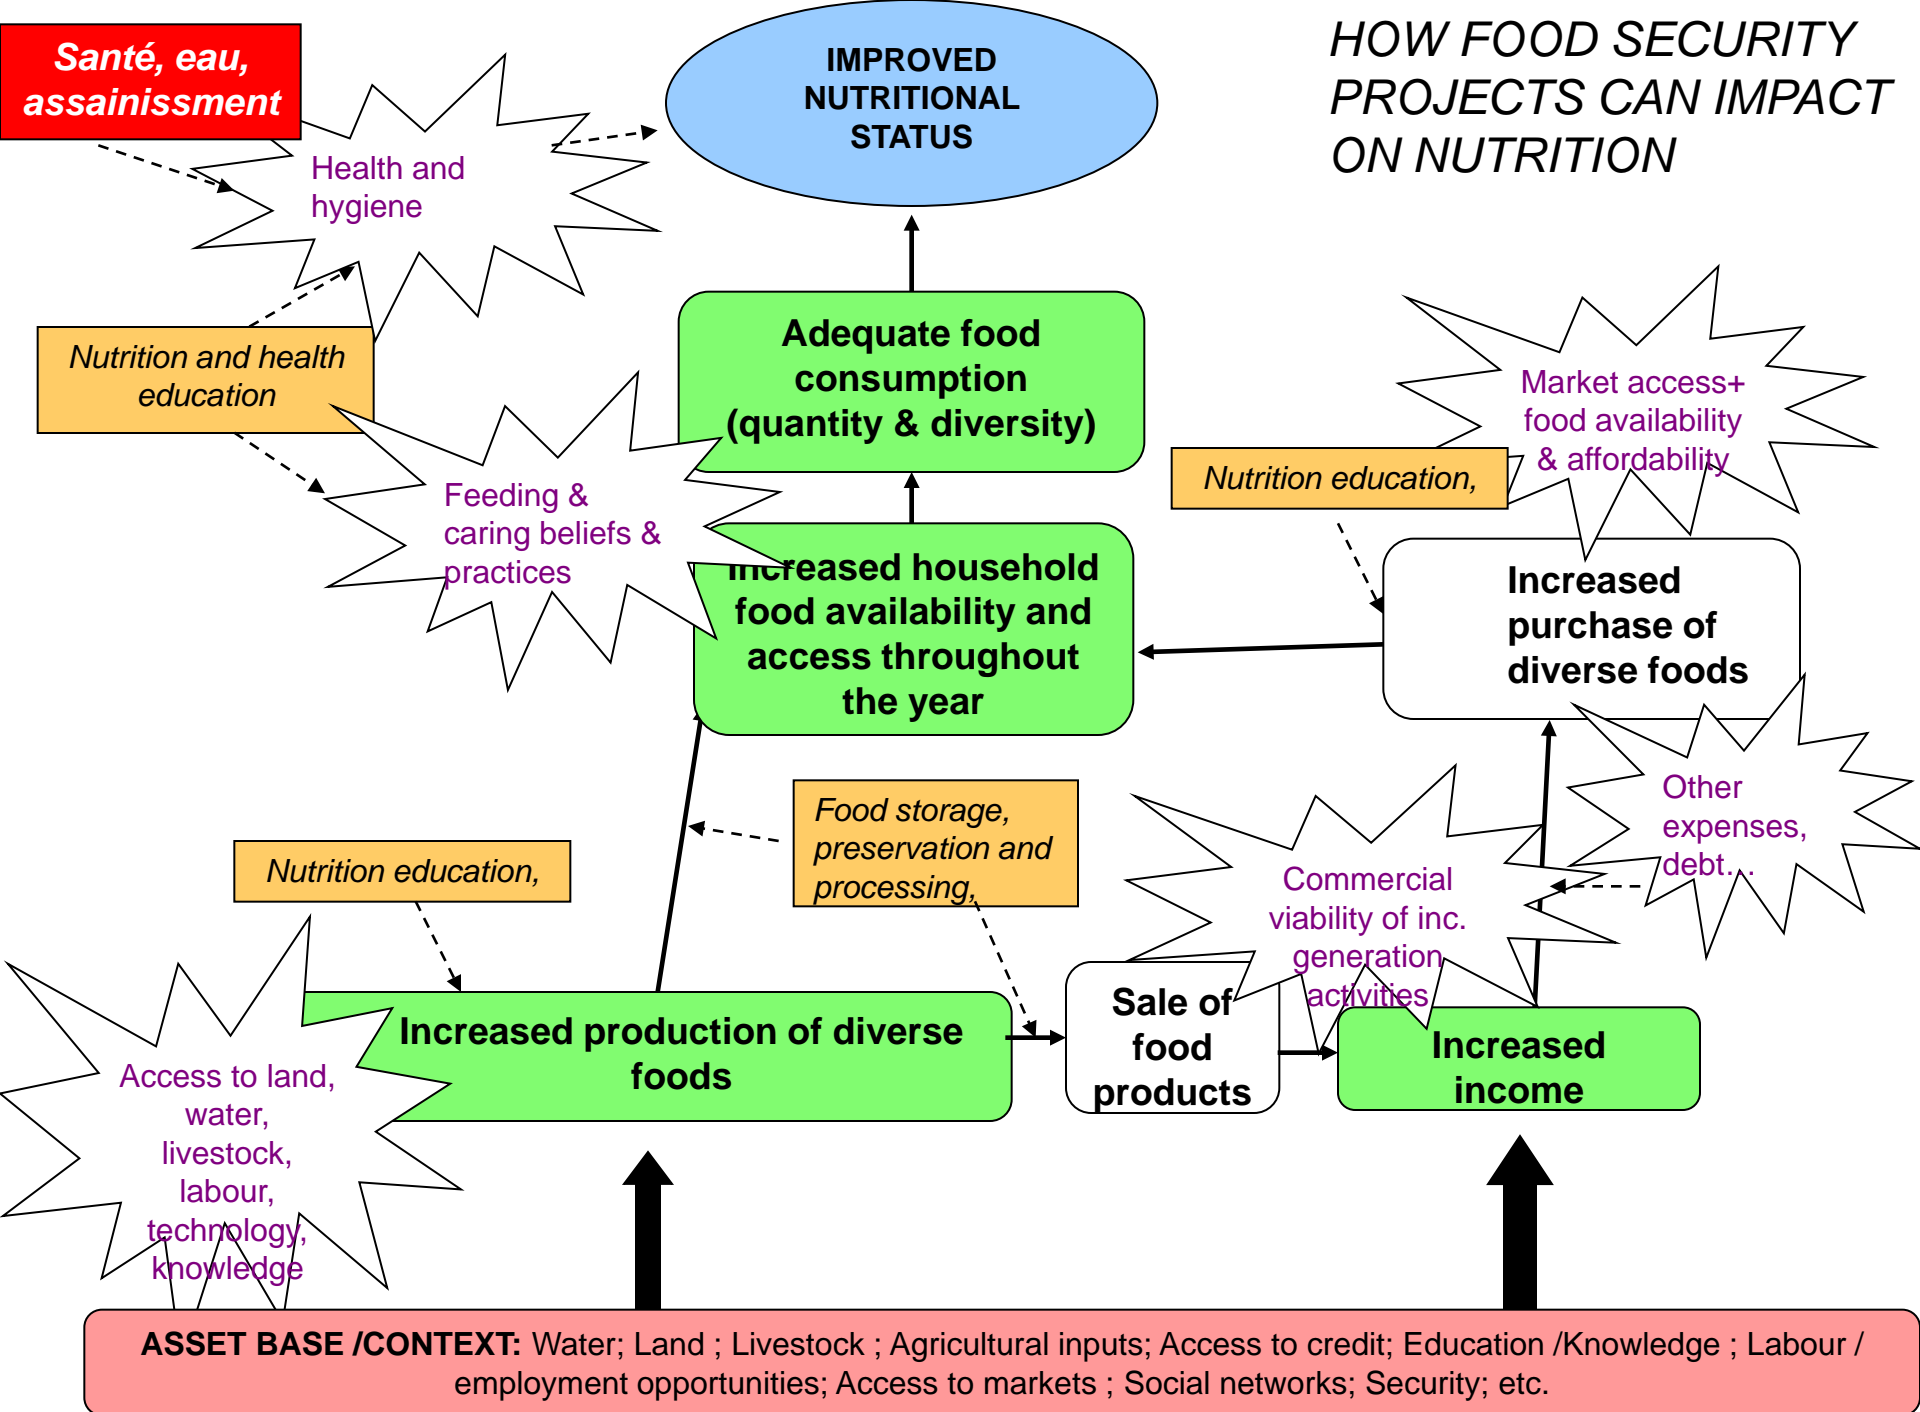 HOW FOOD SECURITY
PROJECTS CAN IMPACT
ON NUTRITION
Santé, eau,
assainissment
IMPROVED
NUTRITIONAL
STATUS
Health and
hygiene
Adequate food
consumption
(quantity & diversity)
Nutrition and health
education
Market access+
food availability
& affordability
Nutrition education,
Feeding &
caring beliefs &
practices
Increased household
food availability and
access throughout
the year
Increased
purchase of
diverse foods
Other
expenses,
debt...
Food storage,
preservation and
processing,
Nutrition education,
Commercial
viability of inc.
generation
activities
Increased production of diverse
foods
Sale of
food
products
Increased
income
Access to land,
water,
livestock,
labour,
technology,
knowledge
ASSET BASE /CONTEXT: Water; Land ; Livestock ; Agricultural inputs; Access to credit; Education /Knowledge ; Labour /
employment opportunities; Access to markets ; Social networks; Security; etc.